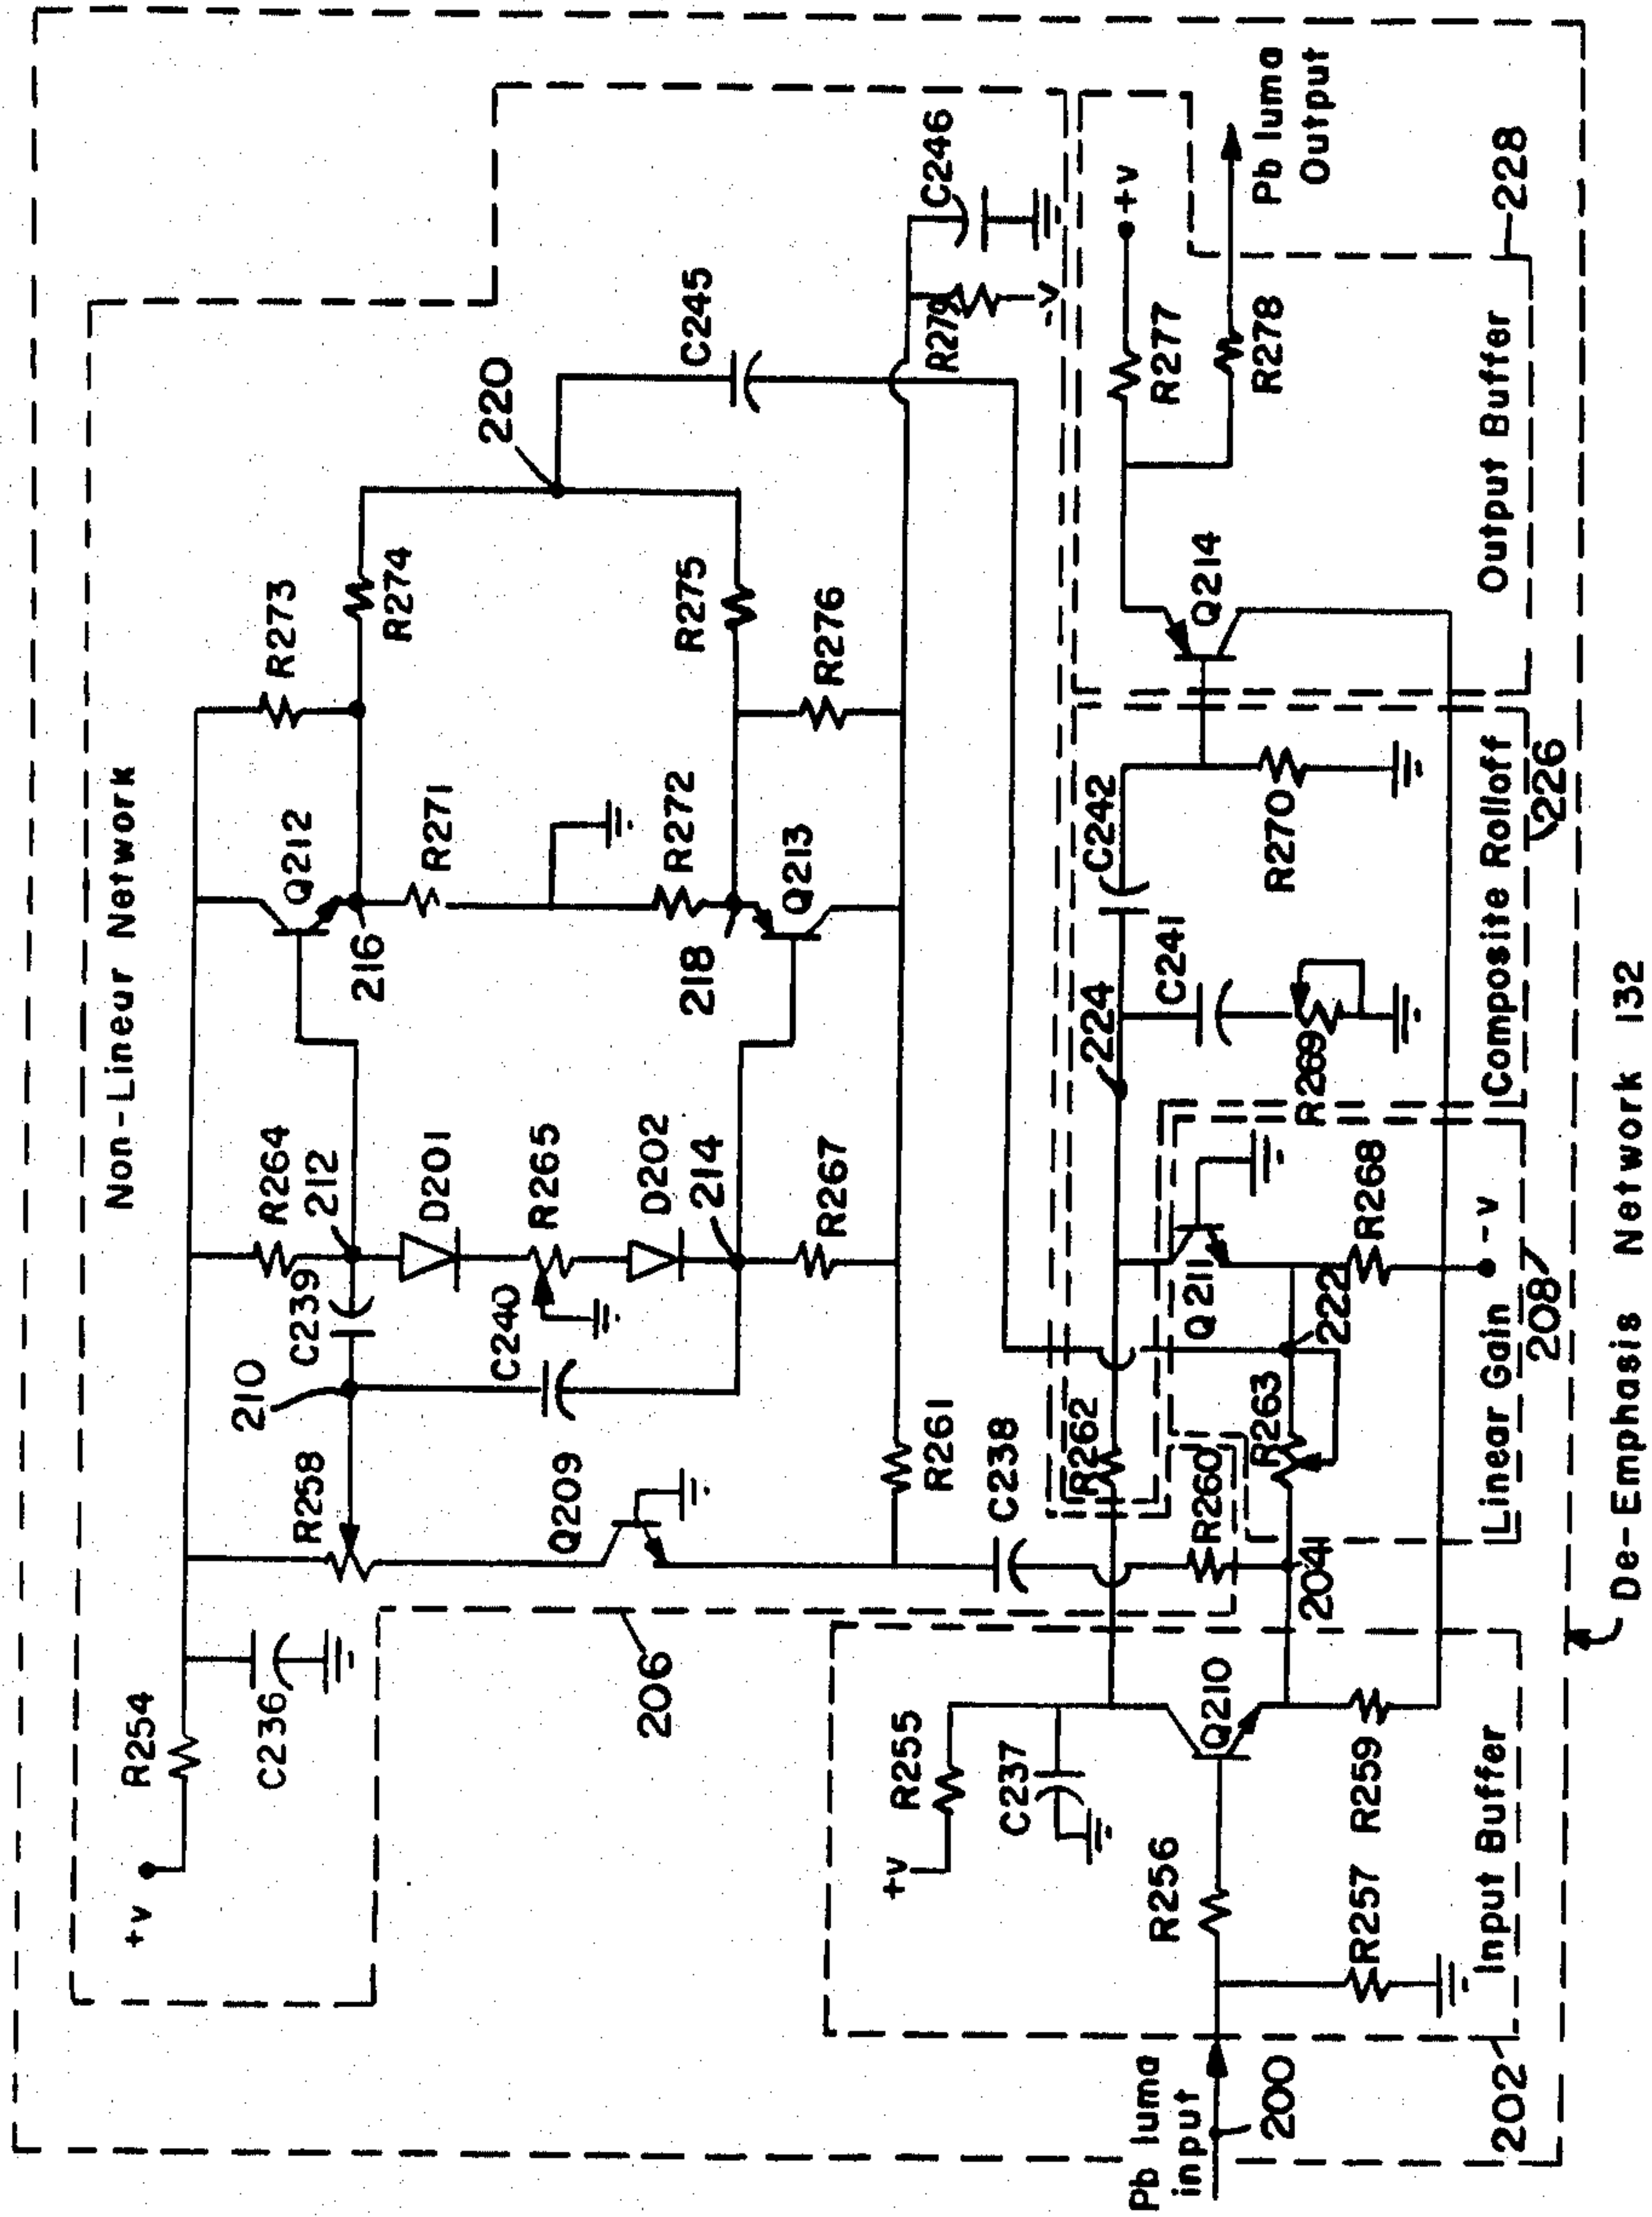 Non-Lineur Network
+v
R254
C236
R258
210
C239
R264
212
D201
C240
R265
D202
214
R267
Q209
R261
C238
206
Q212
216
R271
R273
R274
218
R272
Q213
R275
R276
220
C245
C246
R279
-V
+v
R255
C237
R256
R257
R259
Q210
Input Buffer
202
Pb luma
input
200
204
R260
R262
R263
222
Q211
R268
-v
Linear Gain
208
224
C241
C242
R269
R270
Composite Rolloff
226
Q214
R277
+v
R278
Pb luma
Output
Output Buffer
228
De-Emphasis Network 132